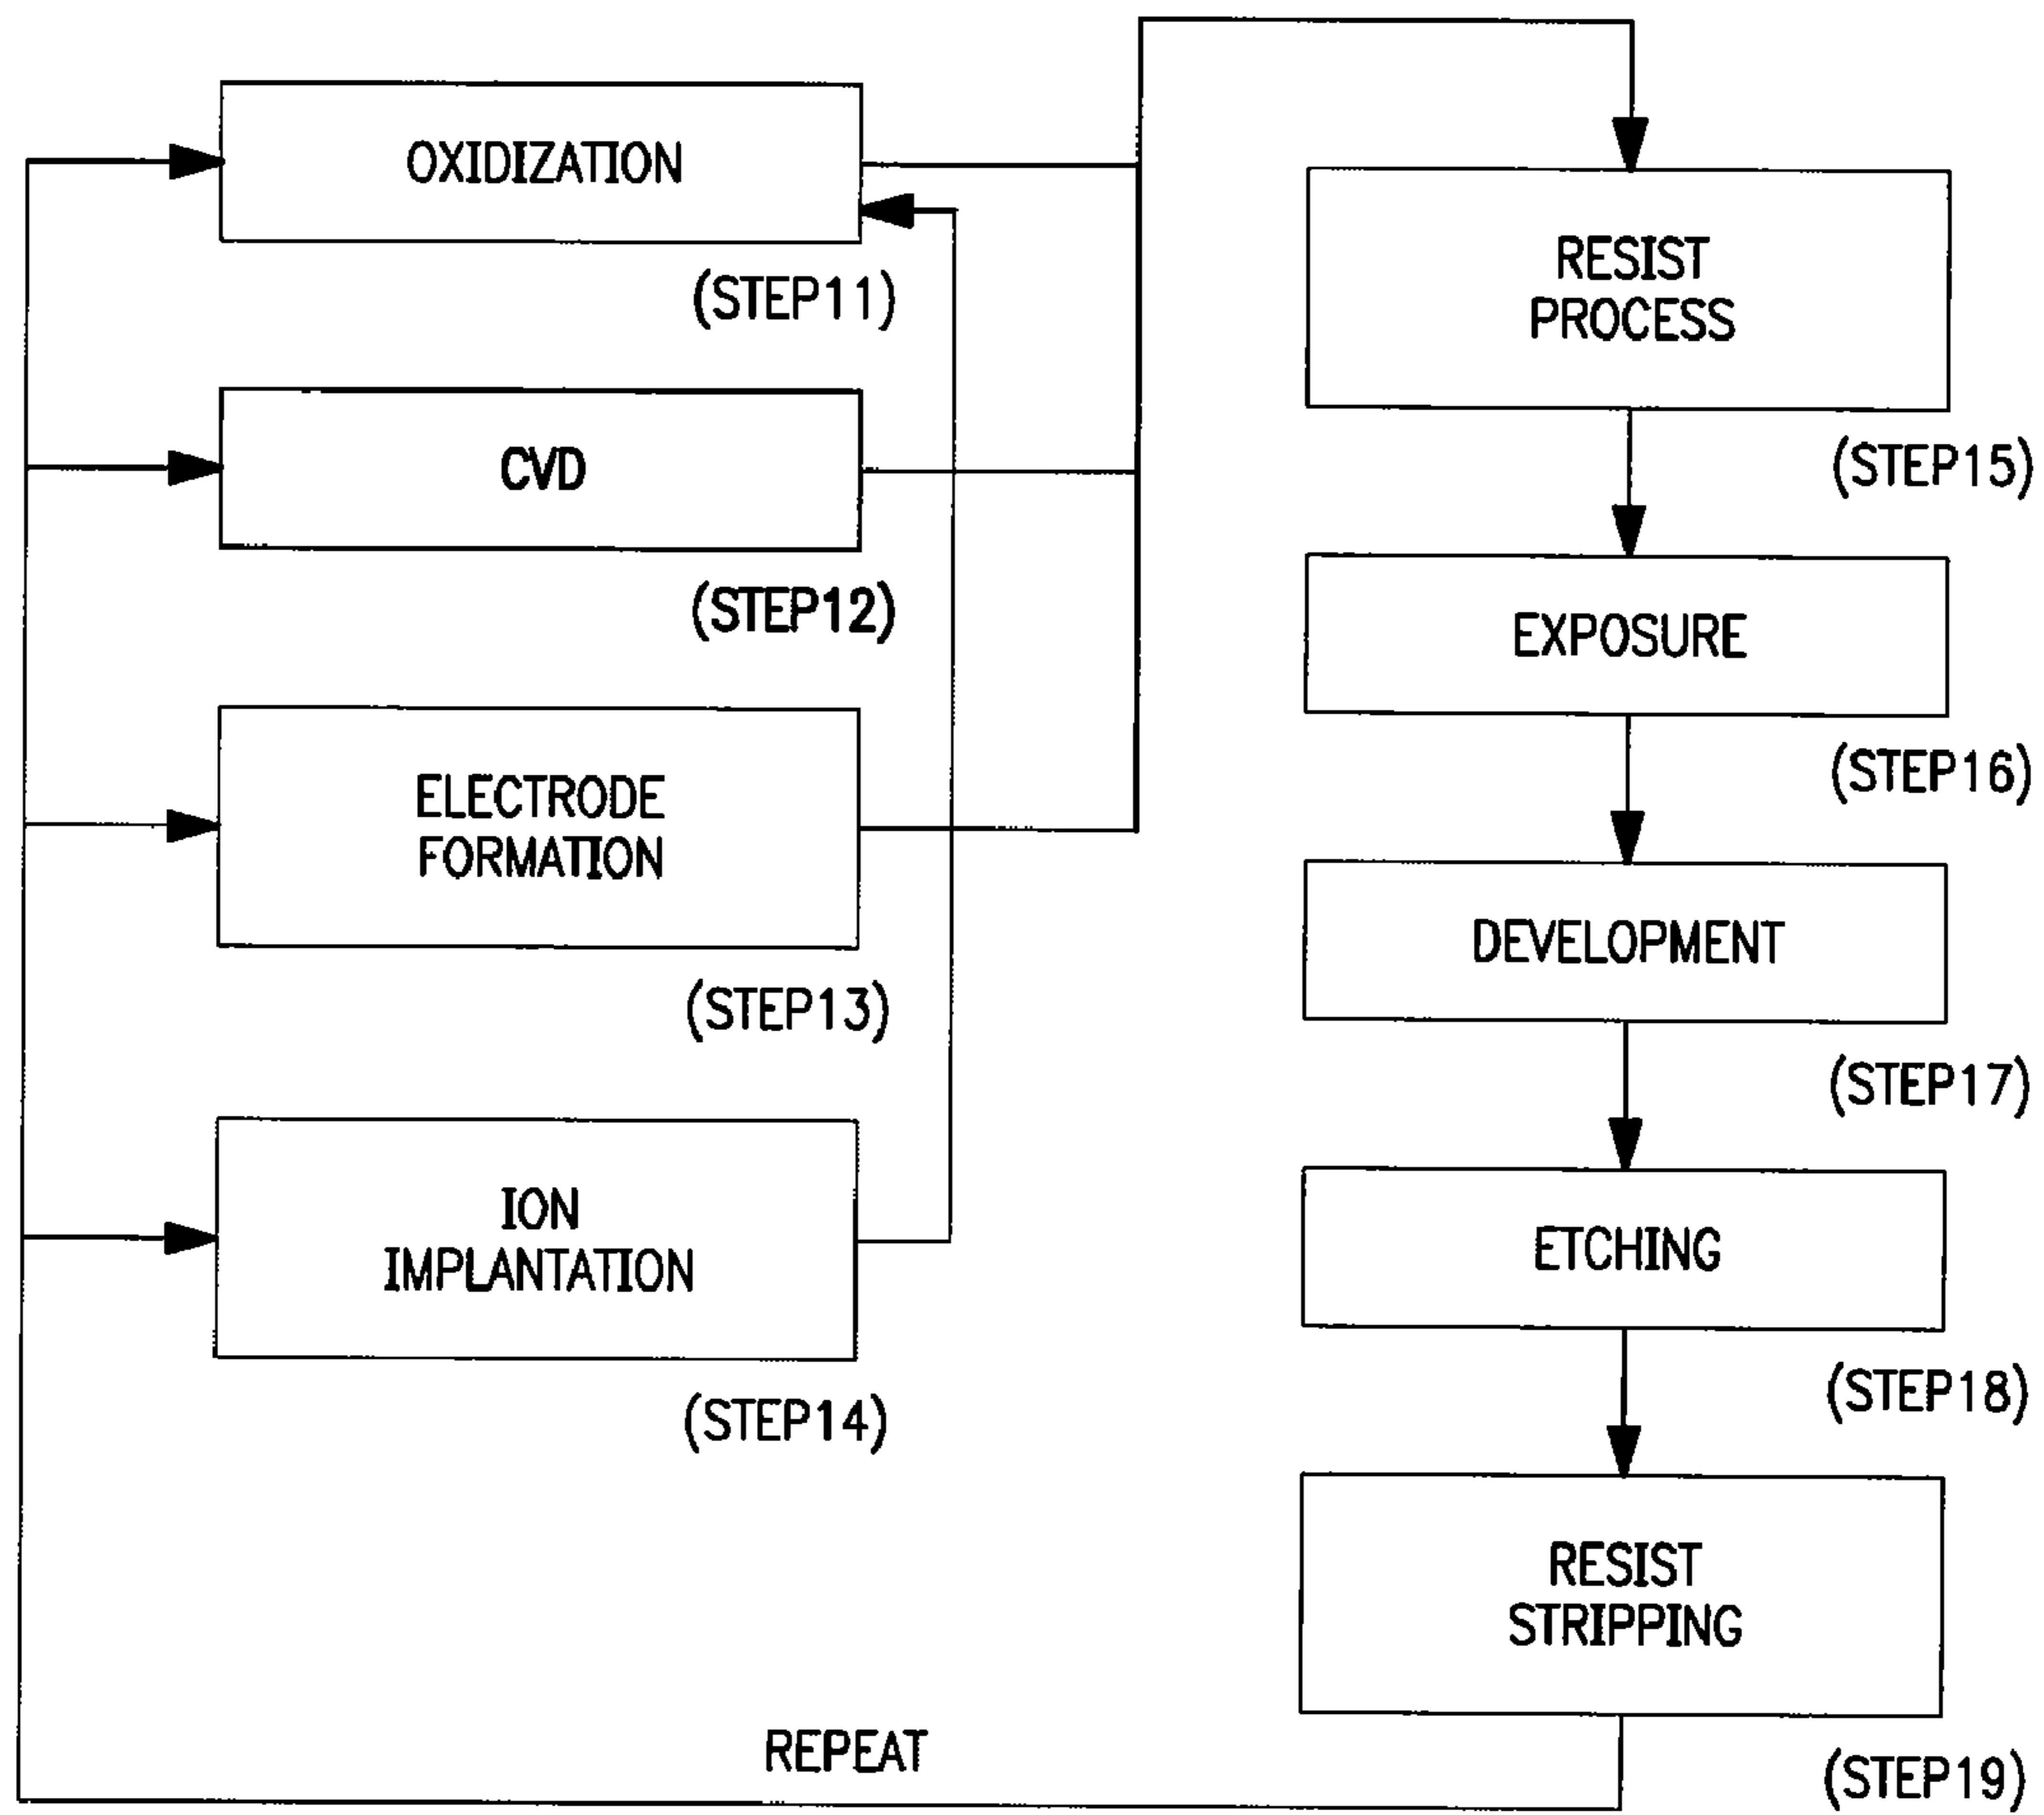 OXIDIZATION
(STEP11)
CVD
(STEP12)
ELECTRODE
FORMATION
(STEP13)
ION
IMPLANTATION
(STEP14)
RESIST
PROCESS
(STEP15)
EXPOSURE
(STEP16)
DEVELOPMENT
(STEP17)
ETCHING
(STEP18)
RESIST
STRIPPING
(STEP19)
REPEAT